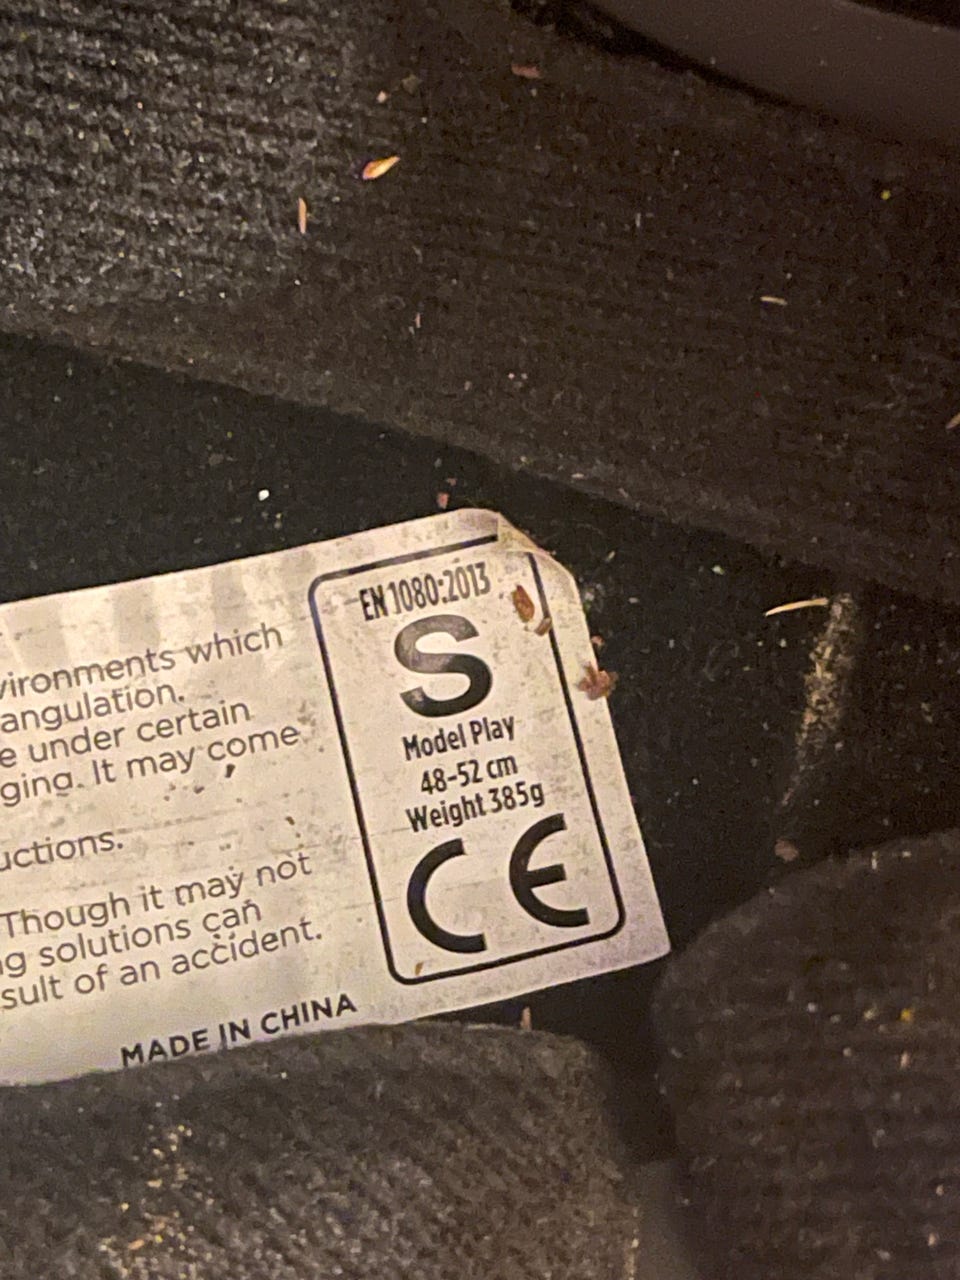 vironments which
angulation.
e under certain
ging. It may come
uctions.
Though it may not
g solutions can
sult of an accident.
MADE IN CHINA
EN 1080:2013
S
Model Play
48-52 cm
Weight 385g
CE